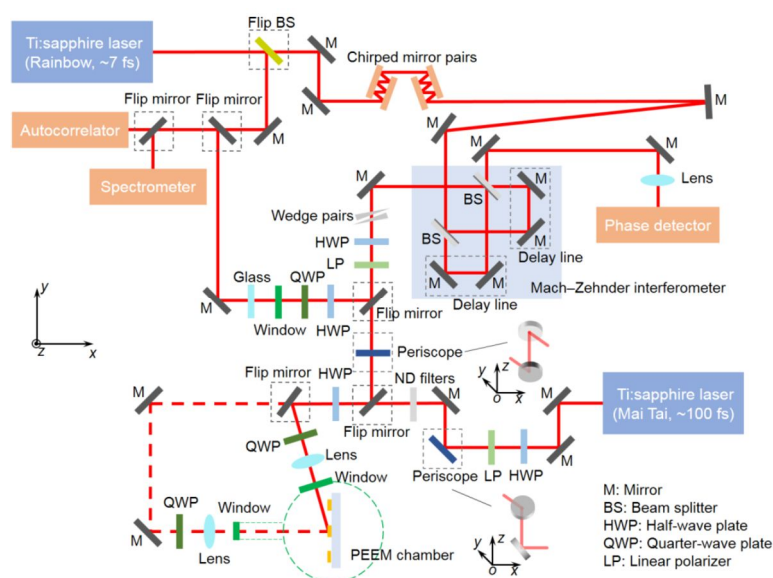 Flip BS
M
Ti:sapphire laser
(Rainbow, ~7 fs)
Chirped mirror pairs
M
M
Flip mirror
Flip mirror
M
M
M
Autocorrelator
M
Spectrometer
M
M
Lens
BS
Wedge pairs
Phase detector
HWP
BS
M
LP
Delay line
Glass
QWP
M
M
Mach–Zehnder interferometer
M
Delay line
Window
HWP
Flip mirror
y
z
x
Periscope
Flip mirror
HWP
ND filters
y
z
o
x
M
M
M
Ti:sapphire laser
(Mai Tai, ~100 fs)
Flip mirror
QWP
Lens
Window
M
Periscope
LP
HWP
QWP
Window
M
Lens
PEEM chamber
y
z
o
x
M: Mirror
BS: Beam splitter
HWP: Half-wave plate
QWP: Quarter-wave plate
LP: Linear polarizer